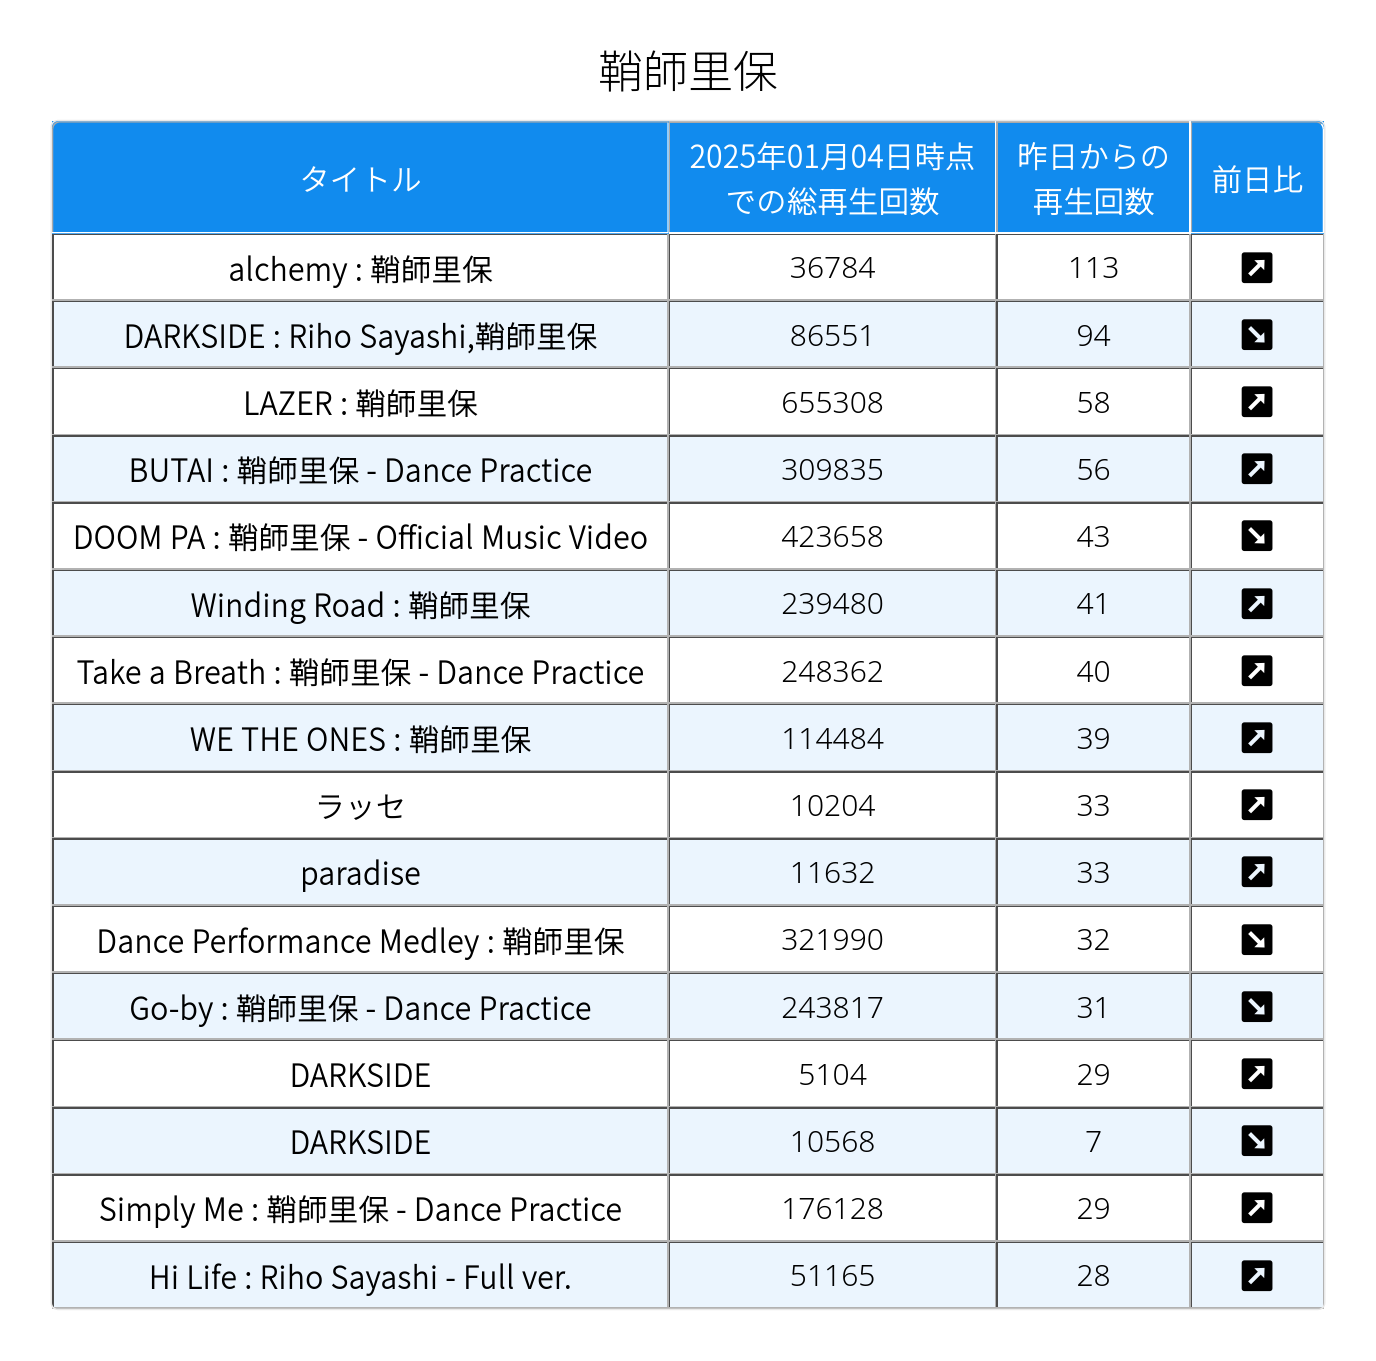 鞘師里保
タイトル
2025年01月04日時点
での総再生回数
昨日からの
再生回数
前日比
alchemy : 鞘師里保 36784 113 ↗
DARKSIDE : Riho Sayashi,鞘師里保 86551 94 ↘
LAZER : 鞘師里保 655308 58 ↗
BUTAI : 鞘師里保 - Dance Practice 309835 56 ↗
DOOM PA : 鞘師里保 - Official Music Video 423658 43 ↘
Winding Road : 鞘師里保 239480 41 ↗
Take a Breath : 鞘師里保 - Dance Practice 248362 40 ↗
WE THE ONES : 鞘師里保 114484 39 ↗
ラッセ 10204 33 ↗
paradise 11632 33 ↗
Dance Performance Medley : 鞘師里保 321990 32 ↘
Go-by : 鞘師里保 - Dance Practice 243817 31 ↘
DARKSIDE 5104 29 ↗
DARKSIDE 10568 7 ↘
Simply Me : 鞘師里保 - Dance Practice 176128 29 ↗
Hi Life : Riho Sayashi - Full ver. 51165 28 ↗